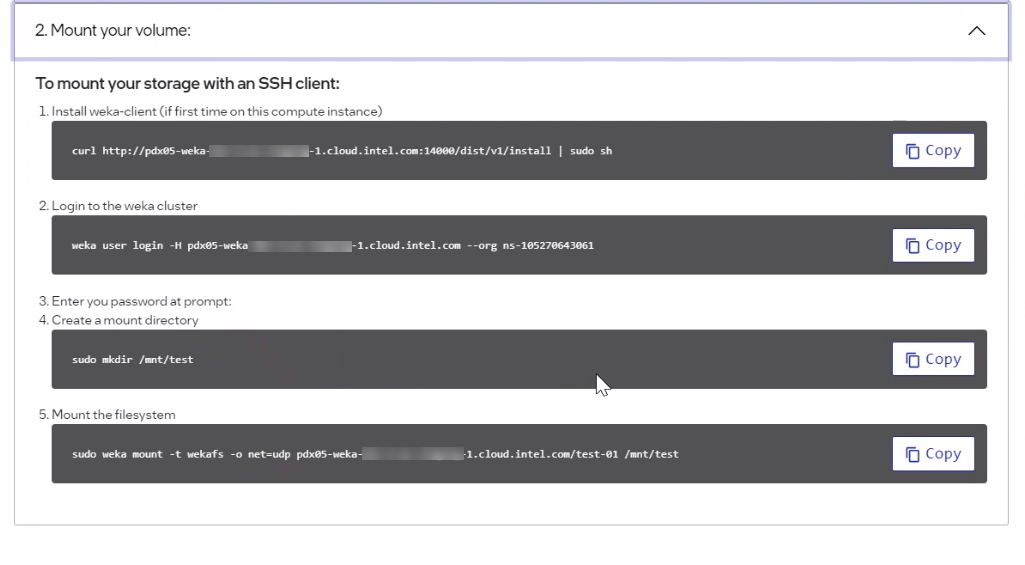 2. Mount your volume:
To mount your storage with an SSH client:
1. Install weka-client (if first time on this compute instance)
curl http://pdx05-weka- -1.cloud.intel.com:14000/dist/v1/install | sudo sh
Copy
2. Login to the weka cluster
weka user login -H pdx05-weka -1.cloud.intel.com --org ns-105270643061
Copy
3. Enter you password at prompt:
4. Create a mount directory
sudo mkdir /mnt/test
Copy
5. Mount the filesystem
sudo weka mount -t wekafs -o net=udp pdx05-weka- -1.cloud.intel.com/test-01 /mnt/test
Copy